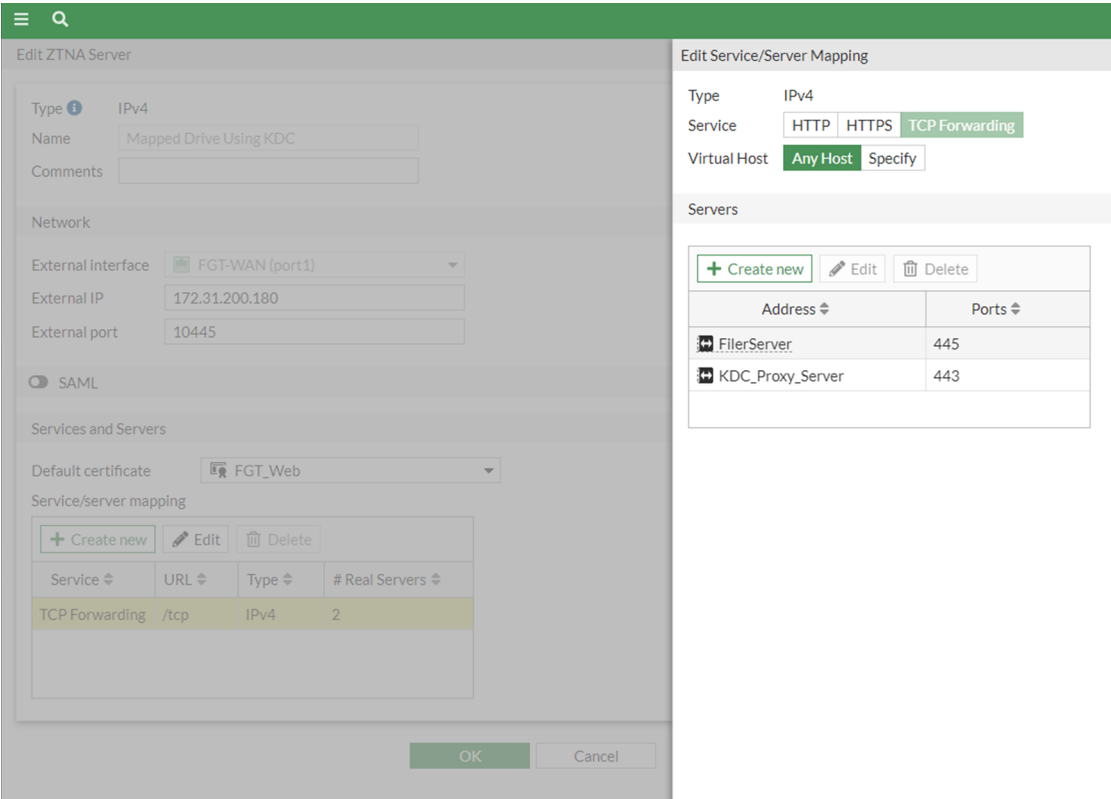 Edit ZTNA Server
Type IPv4
Name Mapped Drive Using KDC
Comments
Network
External interface FGT-WAN (port1)
External IP 172.31.200.180
External port 10445
SAML
Services and Servers
Default certificate FGT_Web
Service/server mapping
+ Create new Edit Delete
Service URL Type # Real Servers
TCP Forwarding /tcp IPv4 2
OK Cancel
Edit Service/Server Mapping
Type IPv4
Service HTTP HTTPS TCP Forwarding
Virtual Host Any Host Specify
Servers
+ Create new Edit Delete
Address Ports
FilerServer 445
KDC_Proxy_Server 443